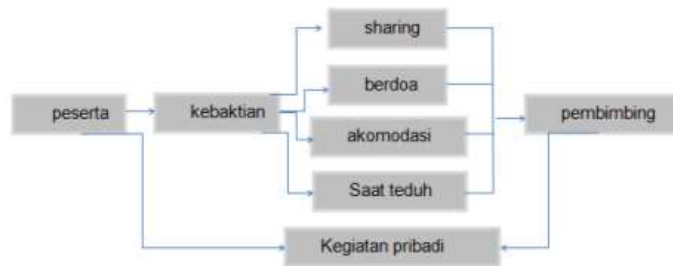 sharing
berdoa
peserta
kebaktian
pembimbing
akomodasi
Saat teduh
Kegiatan pribadi